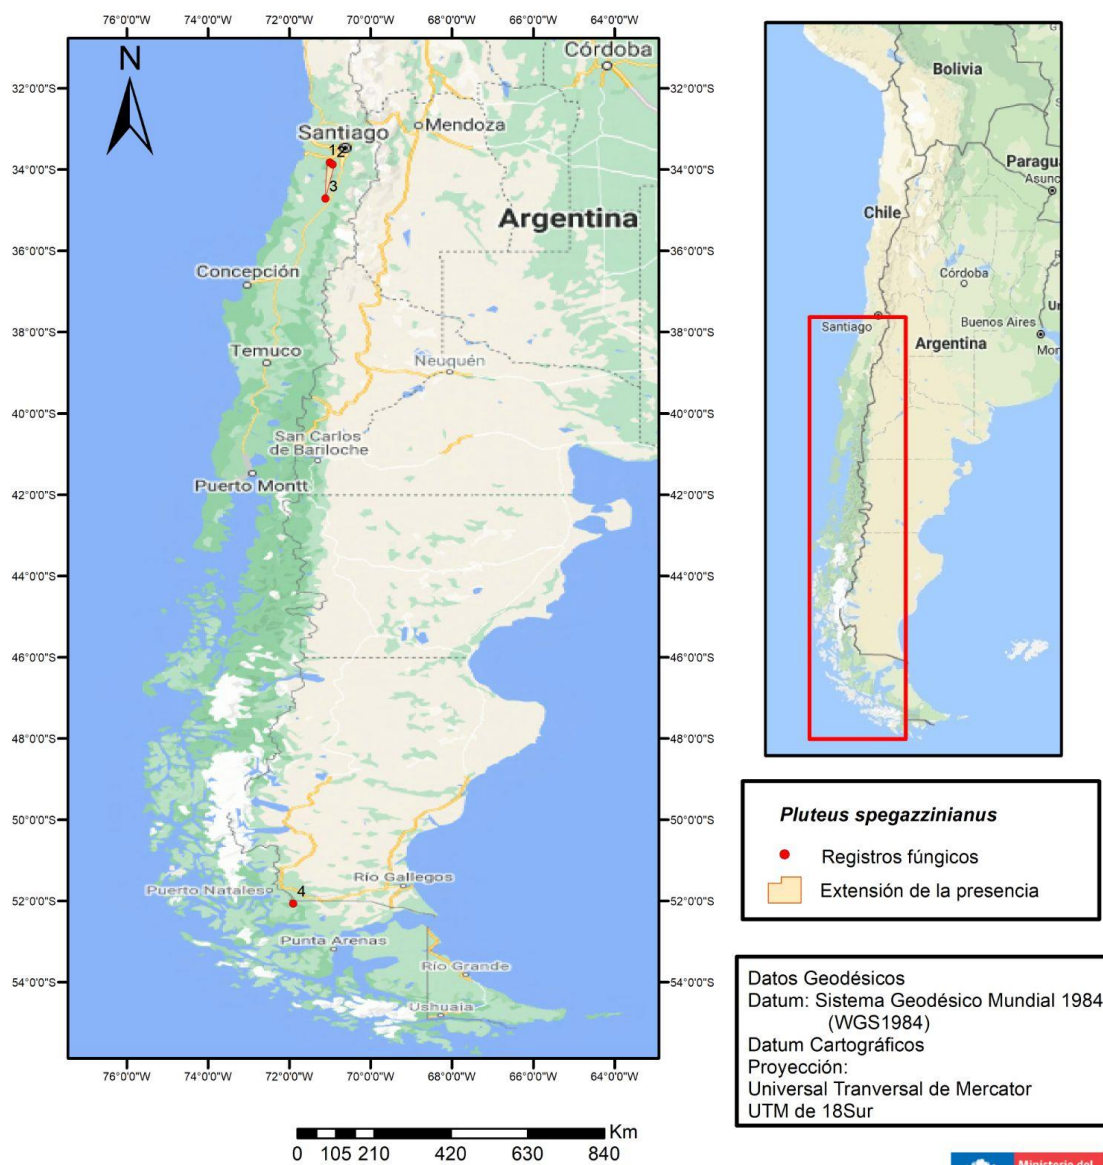 76°0'0"W 74°0'0"W 72°0'0"W 70°0'0"W 68°0'0"W 66°0'0"W 64°0'0"W
N
32°0'0"S
34°0'0"S
36°0'0"S
38°0'0"S
40°0'0"S
42°0'0"S
44°0'0"S
46°0'0"S
48°0'0"S
50°0'0"S
52°0'0"S
54°0'0"S
Córdoba
Santiago
Mendoza
1
2
3
Argentina
Concepción
Temuco
Neuquén
San Carlos
de Bariloche
Puerto Montt
Puerto Natales
4
Río Gallegos
Punta Arenas
Río Grande
Ushuaia
32°0'0"S
34°0'0"S
36°0'0"S
38°0'0"S
40°0'0"S
42°0'0"S
44°0'0"S
46°0'0"S
48°0'0"S
50°0'0"S
52°0'0"S
54°0'0"S
76°0'0"W 74°0'0"W 72°0'0"W 70°0'0"W 68°0'0"W 66°0'0"W 64°0'0"W
Km
0 105 210 420 630 840
Bolivia
Paragu
Asunc
Chile
Córdoba
Santiago
Buenos Aires
Argentina
Ur
Mon
Pluteus spegazzinianus
Registros fúngicos
Extensión de la presencia
Datos Geodésicos
Datum: Sistema Geodésico Mundial 1984
(WGS1984)
Datum Cartográficos
Proyección:
Universal Tranversal de Mercator
UTM de 18Sur
Ministerio del